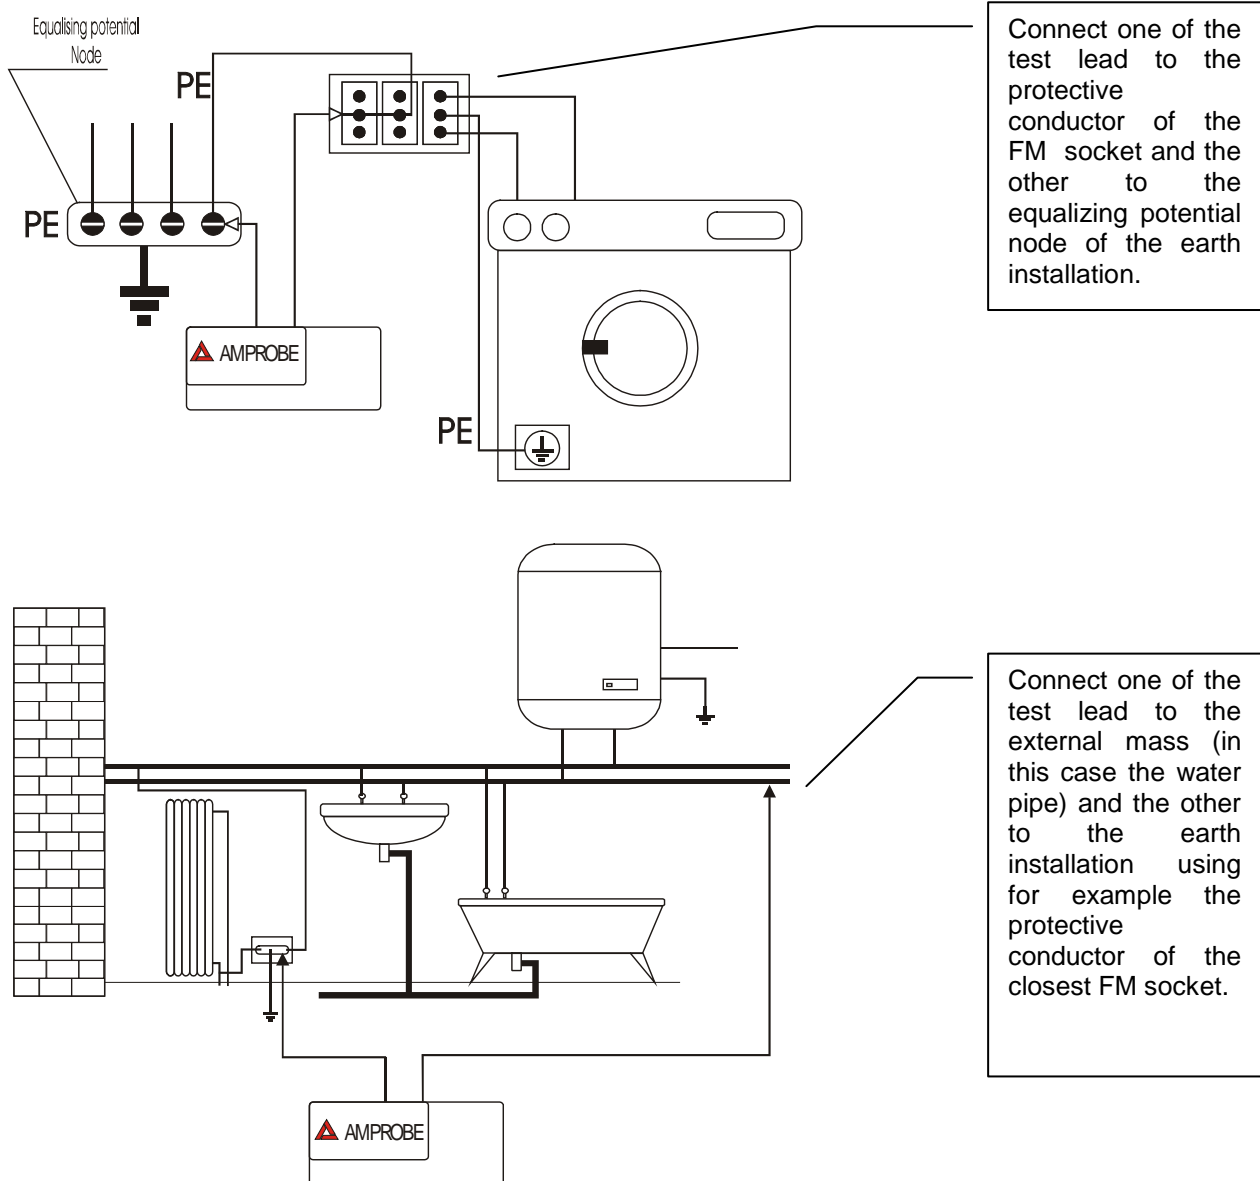 Equalising potential
Node
PE
PE
AMPROBE
PE
Connect one of the
test lead to the
protective
conductor of the
FM socket and the
other to the
equalizing potential
node of the earth
installation.
Connect one of the
test lead to the
external mass (in
this case the water
pipe) and the other
to the earth
installation using
for example the
protective
conductor of the
closest FM socket.
AMPROBE